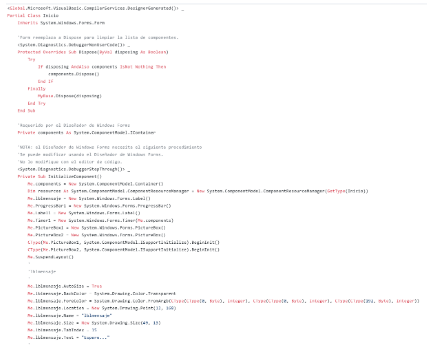 <Global.Microsoft.VisualBasic.CompilerServices.DesignerGenerated()> _
Partial Class Inicio
Inherits System.Windows.Forms.Form
'Form reemplaza a Dispose para limpiar la lista de componentes.
<System.Diagnostics.DebuggerNonUserCode()> _
Protected Overrides Sub Dispose(ByVal disposing As Boolean)
Try
If disposing AndAlso components IsNot Nothing Then
components.Dispose()
End If
Finally
MyBase.Dispose(disposing)
End Try
End Sub
'Requerido por el Diseñador de Windows Forms
Private components As System.ComponentModel.IContainer
'NOTA: el Diseñador de Windows Forms necesita el siguiente procedimiento
'Se puede modificar usando el Diseñador de Windows Forms.
'No lo modifique con el editor de código.
<System.Diagnostics.DebuggerStepThrough()> _
Private Sub InitializeComponent()
Me.components = New System.ComponentModel.Container()
Dim resources As System.ComponentModel.ComponentResourceManager = New System.ComponentModel.ComponentResourceManager(GetType(Inicio))
Me.lblmensaje = New System.Windows.Forms.Label()
Me.ProgressBar1 = New System.Windows.Forms.ProgressBar()
Me.Label1 = New System.Windows.Forms.Label()
Me.Timer1 = New System.Windows.Forms.Timer(Me.components)
Me.PictureBox1 = New System.Windows.Forms.PictureBox()
Me.PictureBox2 = New System.Windows.Forms.PictureBox()
CType(Me.PictureBox1, System.ComponentModel.ISupportInitialize).BeginInit()
CType(Me.PictureBox2, System.ComponentModel.ISupportInitialize).BeginInit()
Me.SuspendLayout()
'
'lblmensaje
'
Me.lblmensaje.AutoSize = True
Me.lblmensaje.BackColor = System.Drawing.Color.Transparent
Me.lblmensaje.ForeColor = System.Drawing.Color.FromArgb(CType(CType(0, Byte), Integer), CType(CType(0, Byte), Integer), CType(CType(192, Byte), Integer))
Me.lblmensaje.Location = New System.Drawing.Point(12, 168)
Me.lblmensaje.Name = "lblmensaje"
Me.lblmensaje.Size = New System.Drawing.Size(49, 13)
Me.lblmensaje.TabIndex =
Me.lblmensaje.Text = "Espere..."